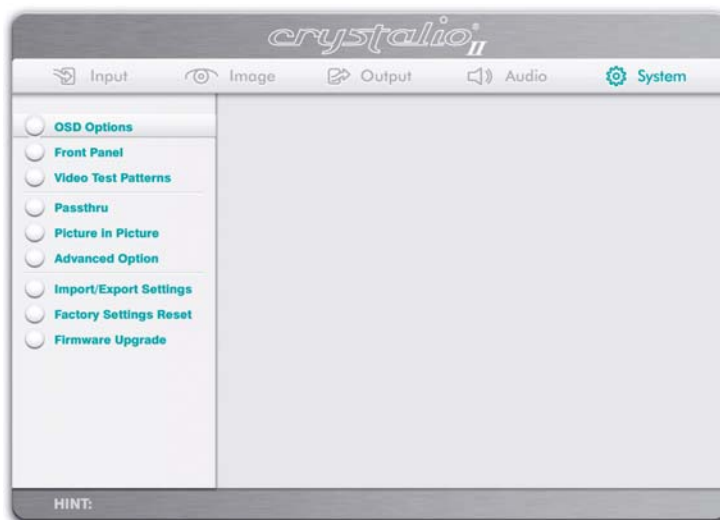 crystalio® II
Input Image Output Audio System
OSD Options
Front Panel
Video Test Patterns
Passthru
Picture in Picture
Advanced Option
Import/Export Settings
Factory Settings Reset
Firmware Upgrade
HINT: